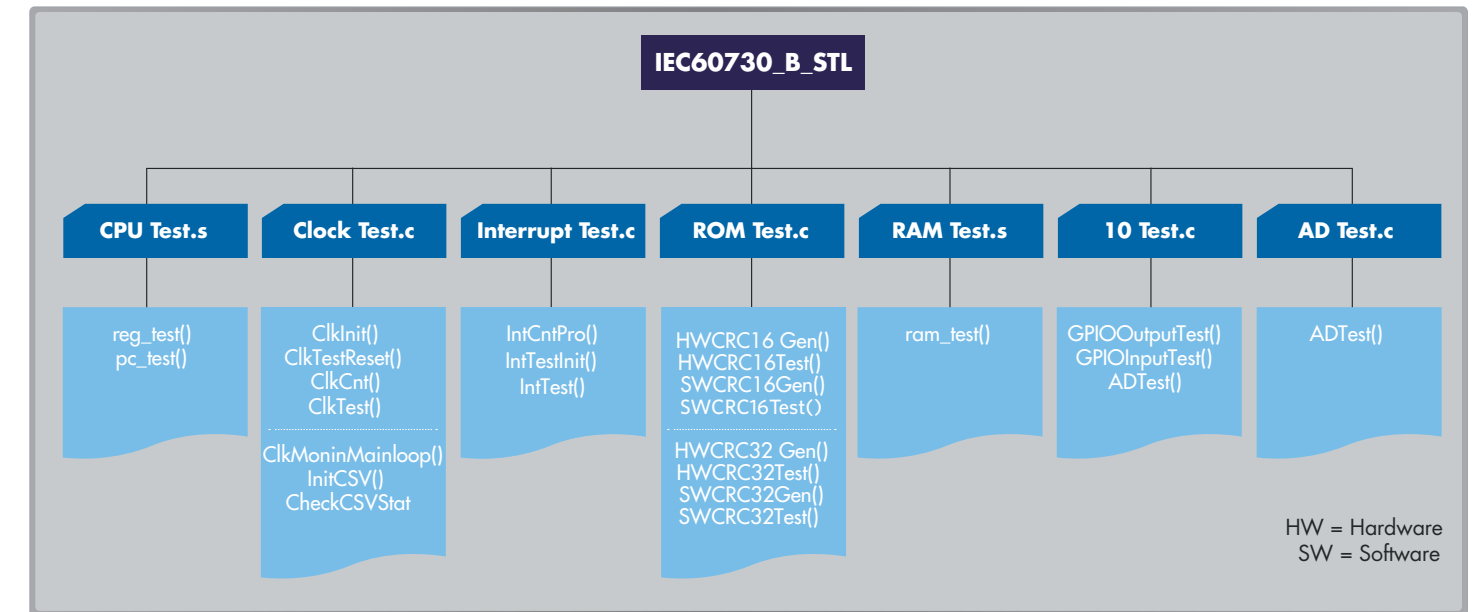 IEC60730_B_STL
CPU Test.s
Clock Test.c
Interrupt Test.c
ROM Test.c
RAM Test.s
10 Test.c
AD Test.c
reg_test()
pc_test()
ClkInit()
ClkTestReset()
ClkCnt()
ClkTest()
ClkMoninMainloop()
InitCSV()
CheckCSVStat
IntCntPro()
IntTestInit()
IntTest()
HWCRC16 Gen()
HWCRC16Test()
SWCRC16Gen()
SWCRC16Test()
HWCRC32 Gen()
HWCRC32Test()
SWCRC32Gen()
SWCRC32Test()
ram_test()
GPIOOutputTest()
GPIOInputTest()
ADTest()
ADTest()
HW = Hardware
SW = Software